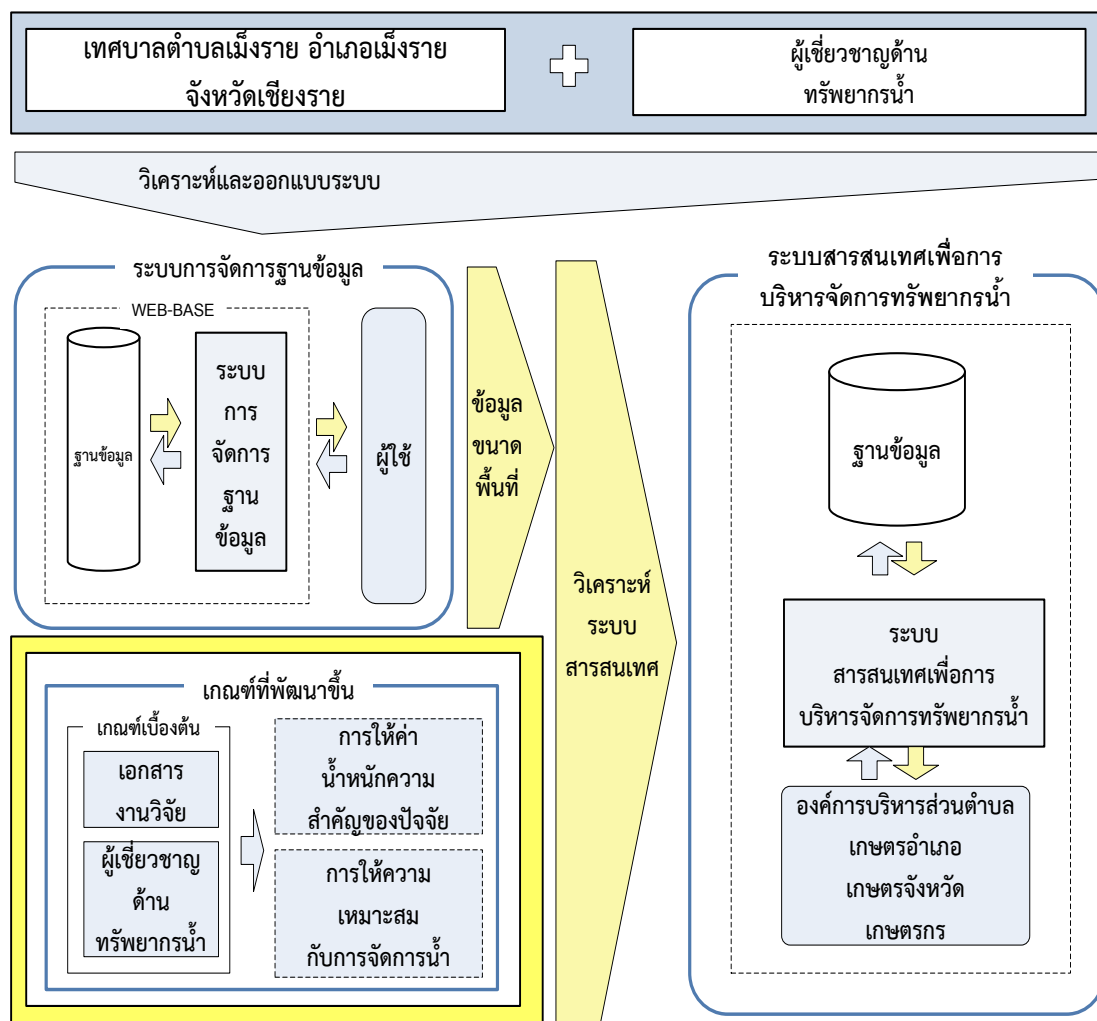 เทศบาลตำบลเม็งราย อำเภอเม็งราย
จังหวัดเชียงราย
ผู้เชี่ยวชาญด้าน
ทรัพยากรน้ำ
วิเคราะห์และออกแบบระบบ
ระบบการจัดการฐานข้อมูล
WEB-BASE
ฐานข้อมูล
ระบบ
การ
จัดการ
ฐาน
ข้อมูล
ผู้ใช้
ข้อมูล
ขนาด
พื้นที่
วิเคราะห์
ระบบ
สารสนเทศ
ระบบสารสนเทศเพื่อการ
บริหารจัดการทรัพยากรน้ำ
ฐานข้อมูล
ระบบ
สารสนเทศเพื่อการ
บริหารจัดการทรัพยากรน้ำ
องค์การบริหารส่วนตำบล
เกษตรอำเภอ
เกษตรจังหวัด
เกษตรกร
เกณฑ์ที่พัฒนาขึ้น
เกณฑ์เบื้องต้น
เอกสาร
งานวิจัย
ผู้เชี่ยวชาญ
ด้าน
ทรัพยากรน้ำ
การให้ค่า
น้ำหนักความ
สำคัญของปัจจัย
การให้ความ
เหมาะสม
กับการจัดการน้ำ